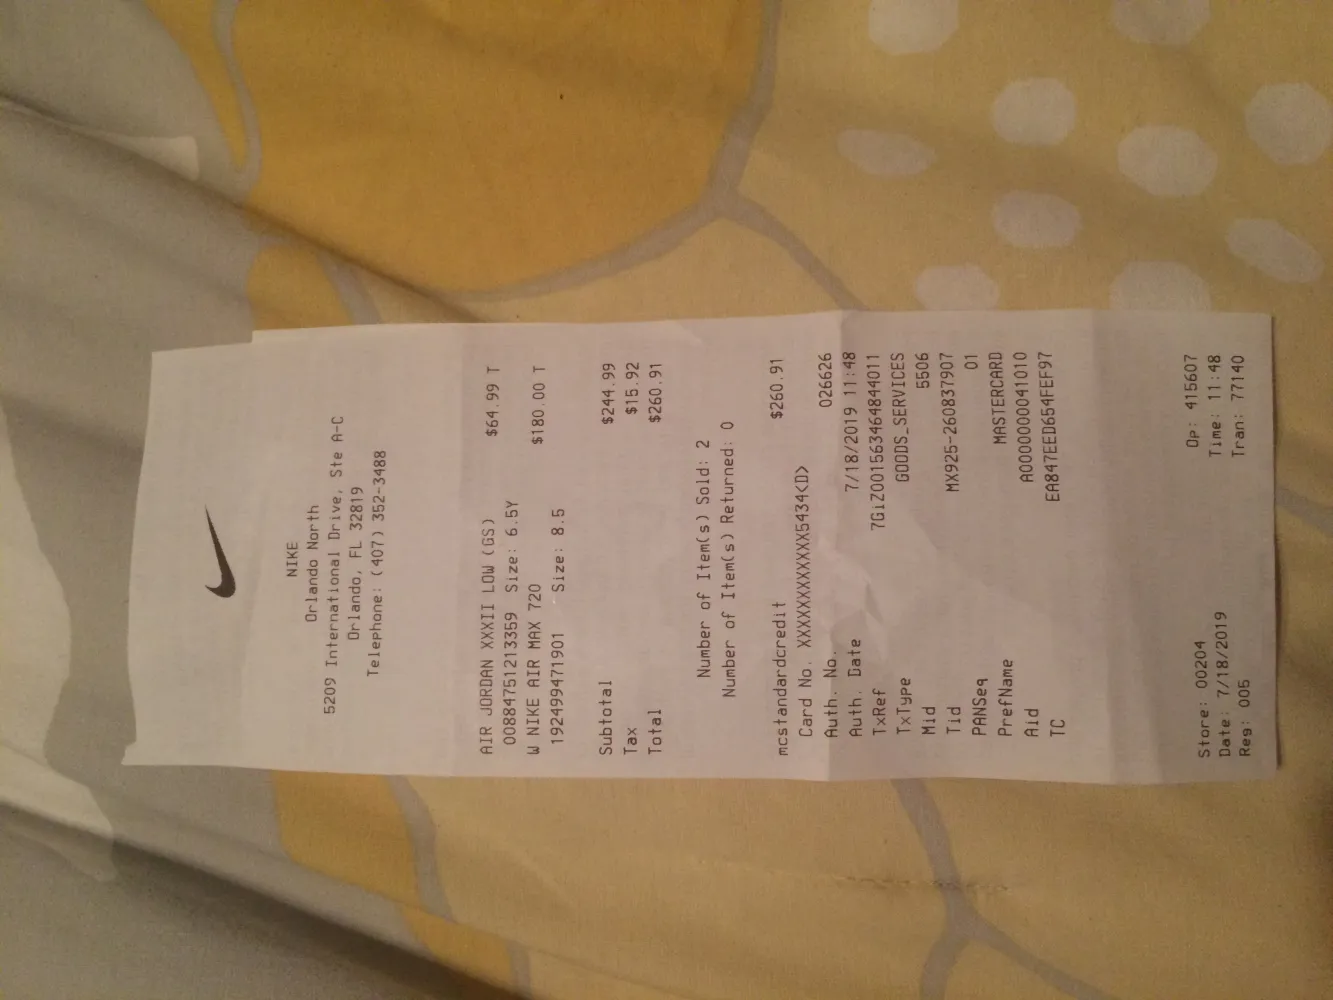 NIKE
Orlando North
5209 International Drive, Ste A-C
Orlando, FL 32819
Telephone: (407) 352-3488
AIR JORDAN XXXII LOW (GS) $64.99 T
00884751213359 Size: 6.5Y
W NIKE AIR MAX 720 $180.00 T
192499471901 Size: 8.5
Subtotal $244.99
Tax $15.92
Total $260.91
Number of Item(s) Sold: 2
Number of Item(s) Returned: 0
mcstandardcredit $260.91
Card No. XXXXXXXXXXXX5434<D>
Auth. No. 026626
Auth. Date 7/18/2019 11:48
TxRef 7GiZ001563464844011
TxType GOODS_SERVICES
Mid 5506
Tid MX925-260837907
PANSeq 01
PrefName MASTERCARD
Aid A0000000041010
TC EA847EED654FEF97
Store: 00204 Op: 415607
Date: 7/18/2019 Time: 11:48
Reg: 005 Tran: 77140